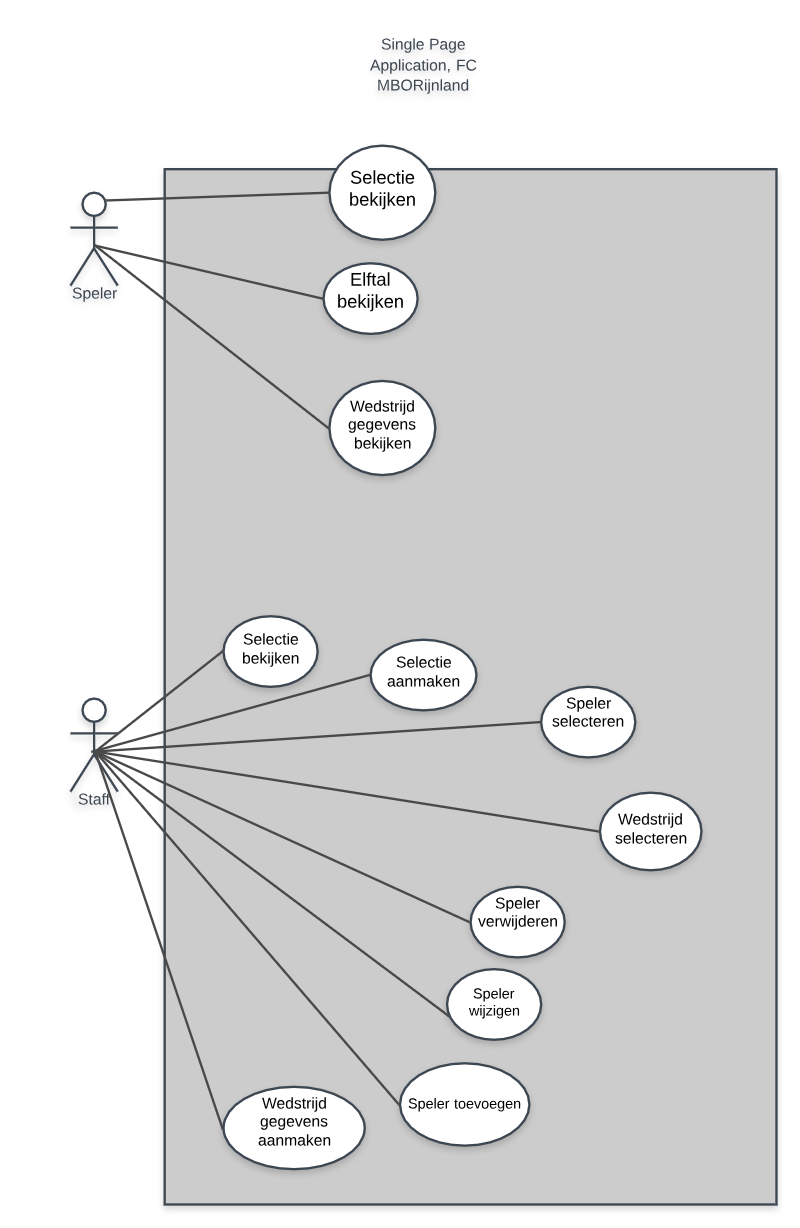 Single Page
Application, FC
MBORijnland
Selectie
bekijken
Speler
Elftal
bekijken
Wedstrijd
gegevens
bekijken
Selectie
bekijken
Selectie
aanmaken
Speler
selecteren
Staff
Wedstrijd
selecteren
Speler
verwijderen
Speler
wijzigen
Speler toevoegen
Wedstrijd
gegevens
aanmaken